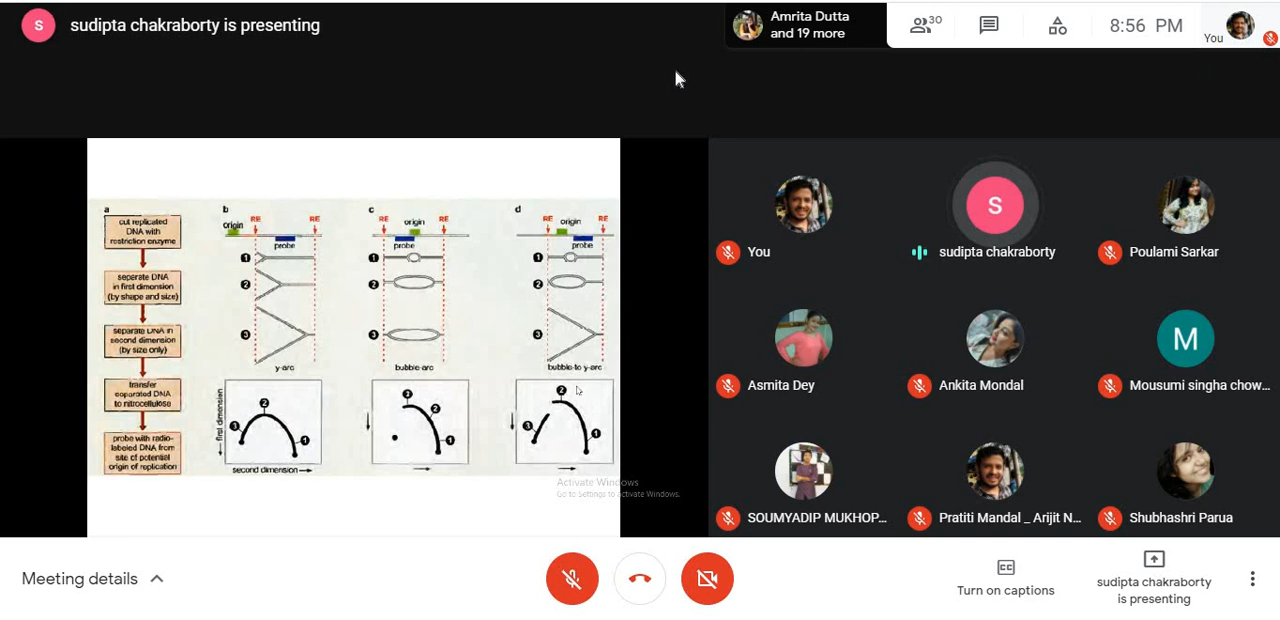 S
sudipta chakraborty is presenting
Amrita Dutta
and 19 more
30
8:56 PM
You
a
cut replicated
DNA with
restriction enzyme
separate DNA
in first dimension
(by shape and size)
separate DNA in
second dimension
(by size only)
transfer
separated DNA
to nitrocellulose
probe with radio-
labeled DNA from
site of potential
origin of replication
b
origin
RE
RE
probe
1
2
3
y-arc
first dimension
2
3
1
second dimension
c
RE
origin
RE
probe
1
2
3
bubble-arc
3
2
1
d
RE
origin
RE
probe
1
2
3
bubble-to y-arc
2
3
1
Activate Windows
Go to Settings to activate Windows.
You
S
sudipta chakraborty
Poulami Sarkar
Asmita Dey
Ankita Mondal
M
Mousumi singha chow...
SOUMYADIP MUKHOP...
Pratiti Mandal _ Arijit N...
Shubhashri Parua
Meeting details
CC
Turn on captions
sudipta chakraborty
is presenting